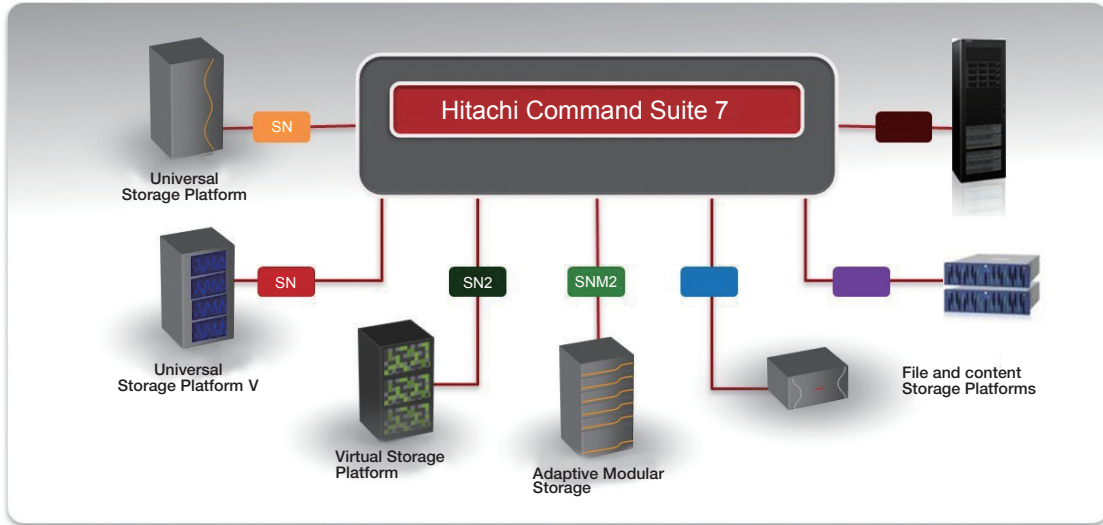 Hitachi Command Suite 7
SN
Universal
Storage Platform
SN
SN2
SNM2
Universal
Storage Platform V
File and content
Storage Platforms
Virtual Storage
Platform
Adaptive Modular
Storage